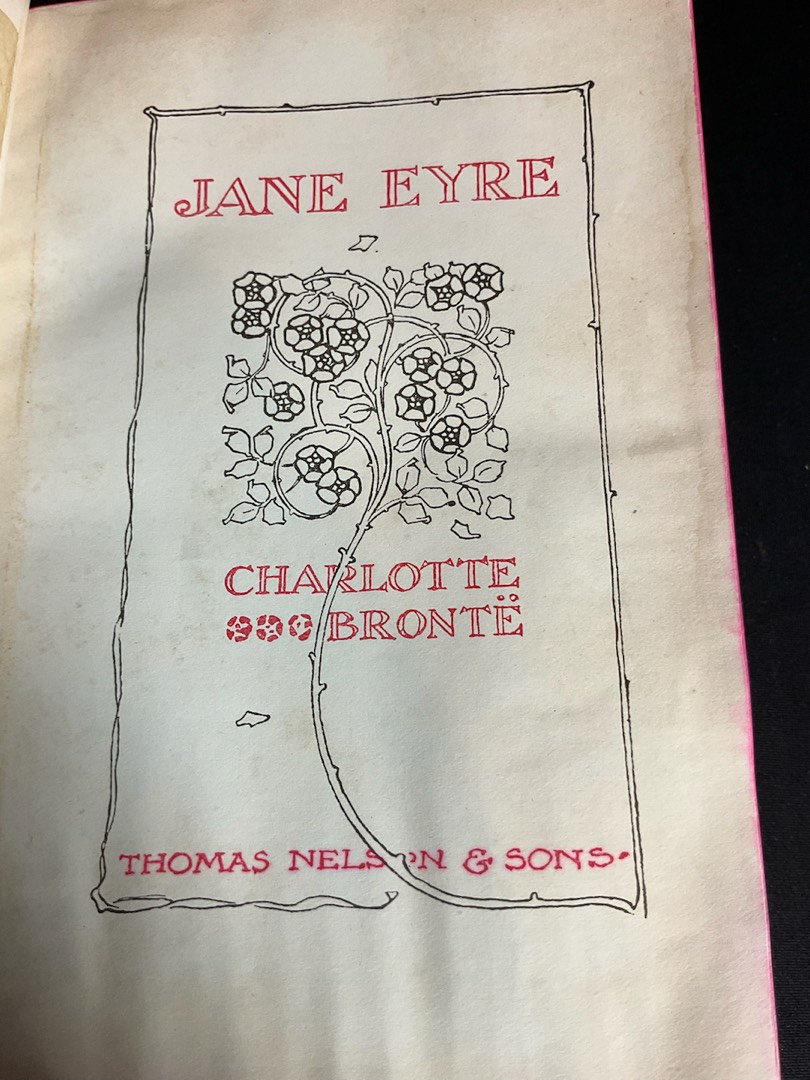 JANE EYRE
CHARLOTTE
BRONTË
THOMAS NELSON & SONS.